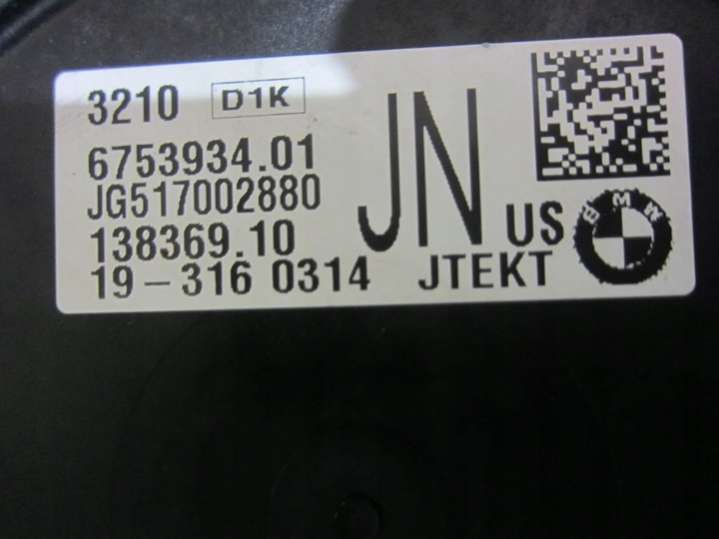 3210 D1K
6753934.01
JG517002880
138369.10
19-316 0314
JN
US
JTEKT
BMW